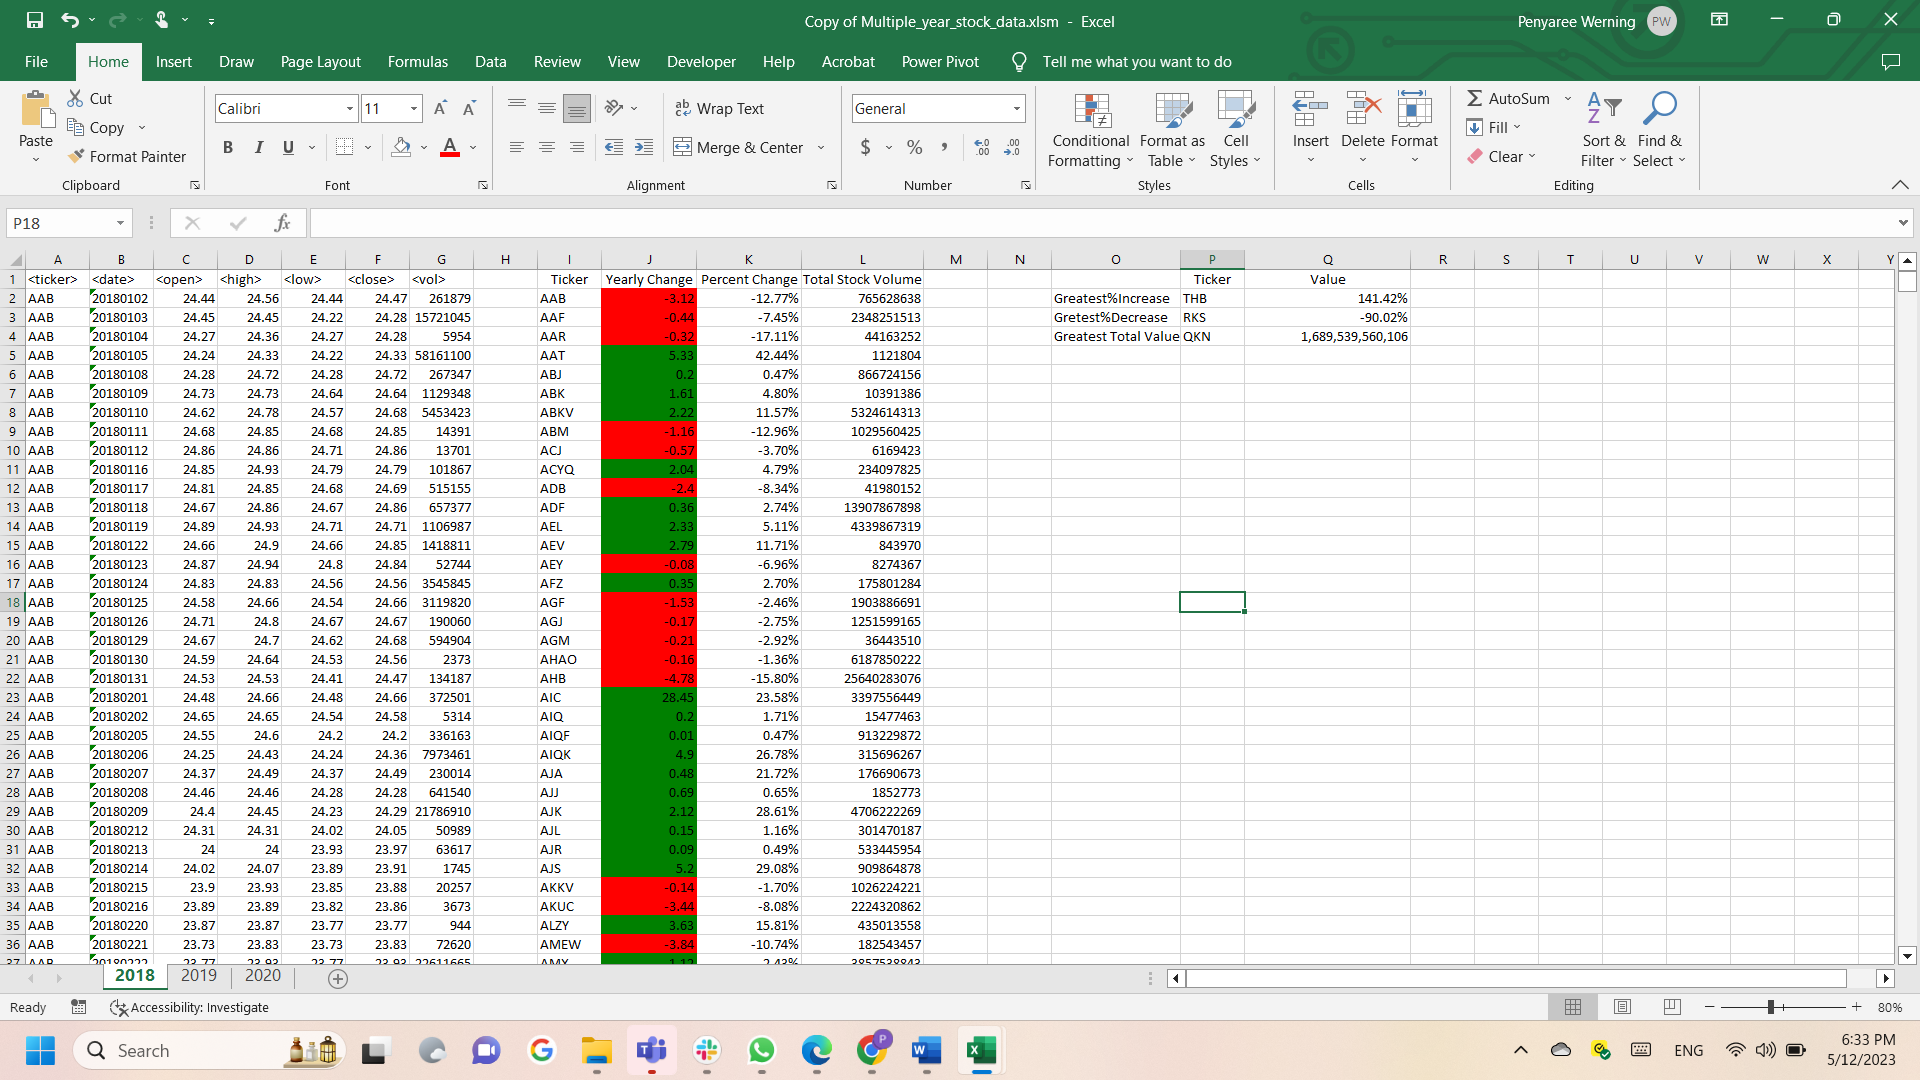 Copy of Multiple_year_stock_data.xlsm - Excel
Penyaree Werning PW
File Home Insert Draw Page Layout Formulas Data Review View Developer Help Acrobat Power Pivot Tell me what you want to do
Paste
Cut
Copy
Format Painter
Clipboard
Calibri 11
B I U
Font
Wrap Text
Merge & Center
Alignment
General
$ % ,
Number
Conditional Formatting
Format as Table
Cell Styles
Styles
Insert Delete Format
Cells
AutoSum
Fill
Clear
Sort & Filter
Find & Select
Editing
P18
fx
A B C D E F G H I J K L M N O P Q R S T U V W X Y
1 <ticker> <date> <open> <high> <low> <close> <vol> Ticker Yearly Change Percent Change Total Stock Volume Ticker Value
2 AAB 20180102 24.44 24.56 24.44 24.47 261879 AAB -3.12 -12.77% 765628638 Greatest%Increase THB 141.42%
3 AAB 20180103 24.45 24.45 24.22 24.28 15721045 AAF -0.44 -7.45% 2348251513 Gretest%Decrease RKS -90.02%
4 AAB 20180104 24.27 24.36 24.27 24.28 5954 AAR -0.32 -17.11% 44163252 Greatest Total Value QKN 1,689,539,560,106
5 AAB 20180105 24.24 24.33 24.22 24.33 58161100 AAT 5.33 42.44% 1121804
6 AAB 20180108 24.28 24.72 24.28 24.72 267347 ABJ 0.2 0.47% 866724156
7 AAB 20180109 24.73 24.73 24.64 24.64 1129348 ABK 1.61 4.80% 10391386
8 AAB 20180110 24.62 24.78 24.57 24.68 5453423 ABKV 2.22 11.57% 5324614313
9 AAB 20180111 24.68 24.85 24.68 24.85 14391 ABM -1.16 -12.96% 1029560425
10 AAB 20180112 24.86 24.86 24.71 24.86 13701 ACJ -0.57 -3.70% 6169423
11 AAB 20180116 24.85 24.93 24.79 24.79 101867 ACYQ 2.04 4.79% 234097825
12 AAB 20180117 24.81 24.85 24.68 24.69 515155 ADB -2.4 -8.34% 41980152
13 AAB 20180118 24.67 24.86 24.67 24.86 657377 ADF 0.36 2.74% 13907867898
14 AAB 20180119 24.89 24.93 24.71 24.71 1106987 AEL 2.33 5.11% 4339867319
15 AAB 20180122 24.66 24.9 24.66 24.85 1418811 AEV 2.79 11.71% 843970
16 AAB 20180123 24.87 24.94 24.8 24.84 52744 AEY -0.08 -6.96% 8274367
17 AAB 20180124 24.83 24.83 24.56 24.56 3545845 AFZ 0.35 2.70% 175801284
18 AAB 20180125 24.58 24.66 24.54 24.66 3119820 AGF -1.53 -2.46% 1903886691
19 AAB 20180126 24.71 24.8 24.67 24.67 190060 AGJ -0.17 -2.75% 1251599165
20 AAB 20180129 24.67 24.7 24.62 24.68 594904 AGM -0.21 -2.92% 36443510
21 AAB 20180130 24.59 24.64 24.53 24.56 2373 AHAO -0.16 -1.36% 6187850222
22 AAB 20180131 24.53 24.53 24.41 24.47 134187 AHB -4.78 -15.80% 25640283076
23 AAB 20180201 24.48 24.66 24.48 24.66 372501 AIC 28.45 23.58% 3397556449
24 AAB 20180202 24.65 24.65 24.54 24.58 5314 AIQ 0.2 1.71% 15477463
25 AAB 20180205 24.55 24.6 24.2 24.2 336163 AIQF 0.01 0.47% 913229872
26 AAB 20180206 24.25 24.43 24.24 24.36 7973461 AIQK 4.9 26.78% 315696267
27 AAB 20180207 24.37 24.49 24.37 24.49 230014 AJA 0.48 21.72% 176690673
28 AAB 20180208 24.46 24.46 24.28 24.28 641540 AJJ 0.69 0.65% 1852773
29 AAB 20180209 24.4 24.45 24.23 24.29 21786910 AJK 2.12 28.61% 4706222269
30 AAB 20180212 24.31 24.31 24.02 24.05 50989 AJL 0.15 1.16% 301470187
31 AAB 20180213 24 24 23.93 23.97 63617 AJR 0.09 0.49% 533445954
32 AAB 20180214 24.02 24.07 23.89 23.91 1745 AJS 5.2 29.08% 909864878
33 AAB 20180215 23.9 23.93 23.85 23.88 20257 AKKV -0.14 -1.70% 1026224221
34 AAB 20180216 23.89 23.89 23.82 23.86 3673 AKUC -3.44 -8.08% 2224320862
35 AAB 20180220 23.87 23.87 23.77 23.77 944 ALZY 3.63 15.81% 435013558
36 AAB 20180221 23.73 23.83 23.73 23.83 72620 AMEW -3.84 -10.74% 182543457
37 AAB 20180222 23.77 23.93 23.77 23.93 22611665 AMX 1.12 2.43% 3857538843
2018 2019 2020
Ready Accessibility: Investigate 80%
Search
ENG
6:33 PM
5/12/2023